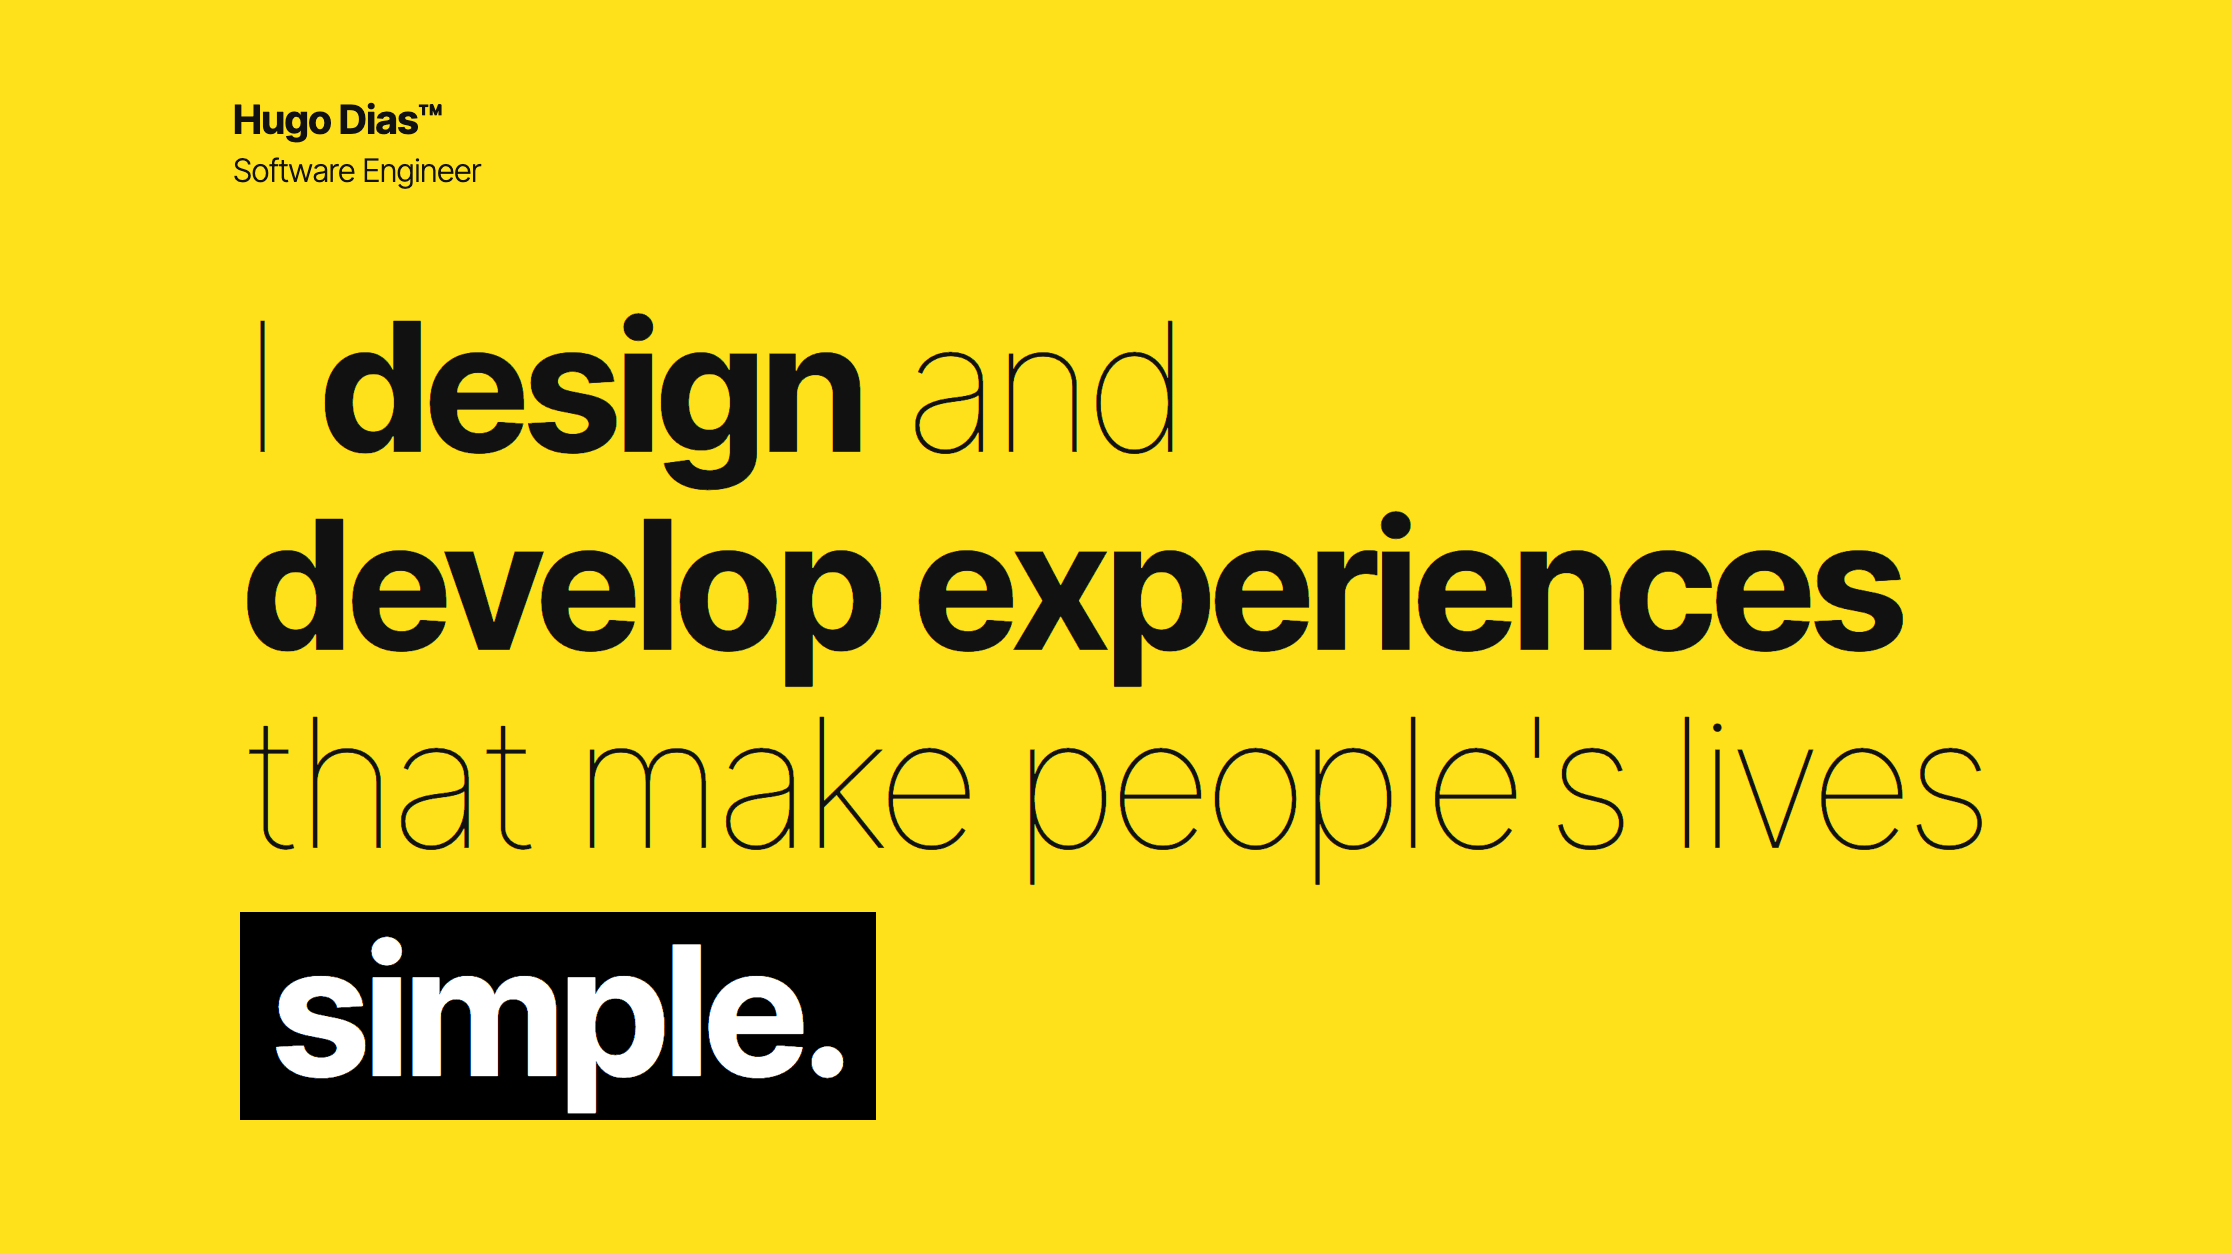 Hugo Dias™
Software Engineer
I design and
develop experiences
that make people's lives
simple.